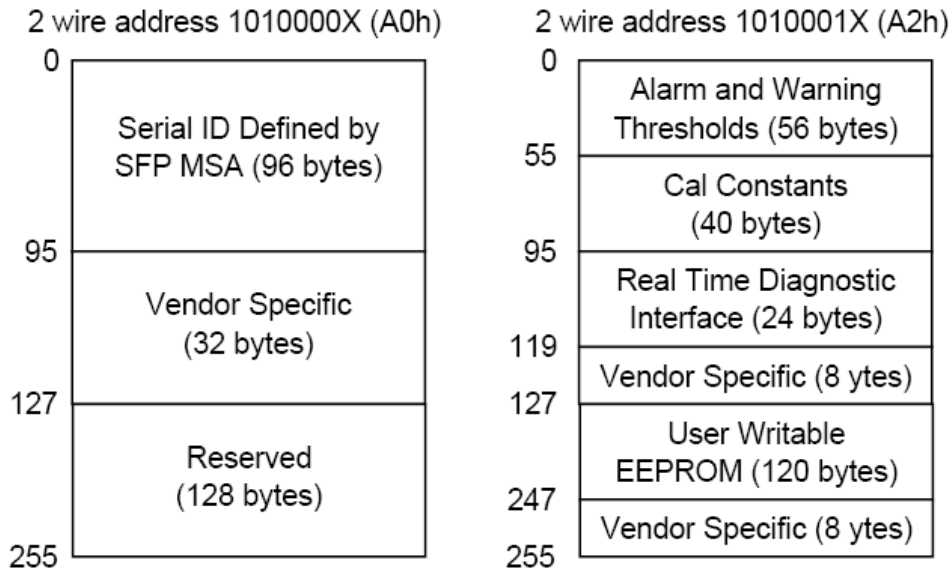 2 wire address 1010000X (A0h)
0
Serial ID Defined by
SFP MSA (96 bytes)
95
Vendor Specific
(32 bytes)
127
Reserved
(128 bytes)
255
2 wire address 1010001X (A2h)
0
Alarm and Warning
Thresholds (56 bytes)
55
Cal Constants
(40 bytes)
95
Real Time Diagnostic
Interface (24 bytes)
119
Vendor Specific (8 ytes)
127
User Writable
EEPROM (120 bytes)
247
Vendor Specific (8 ytes)
255